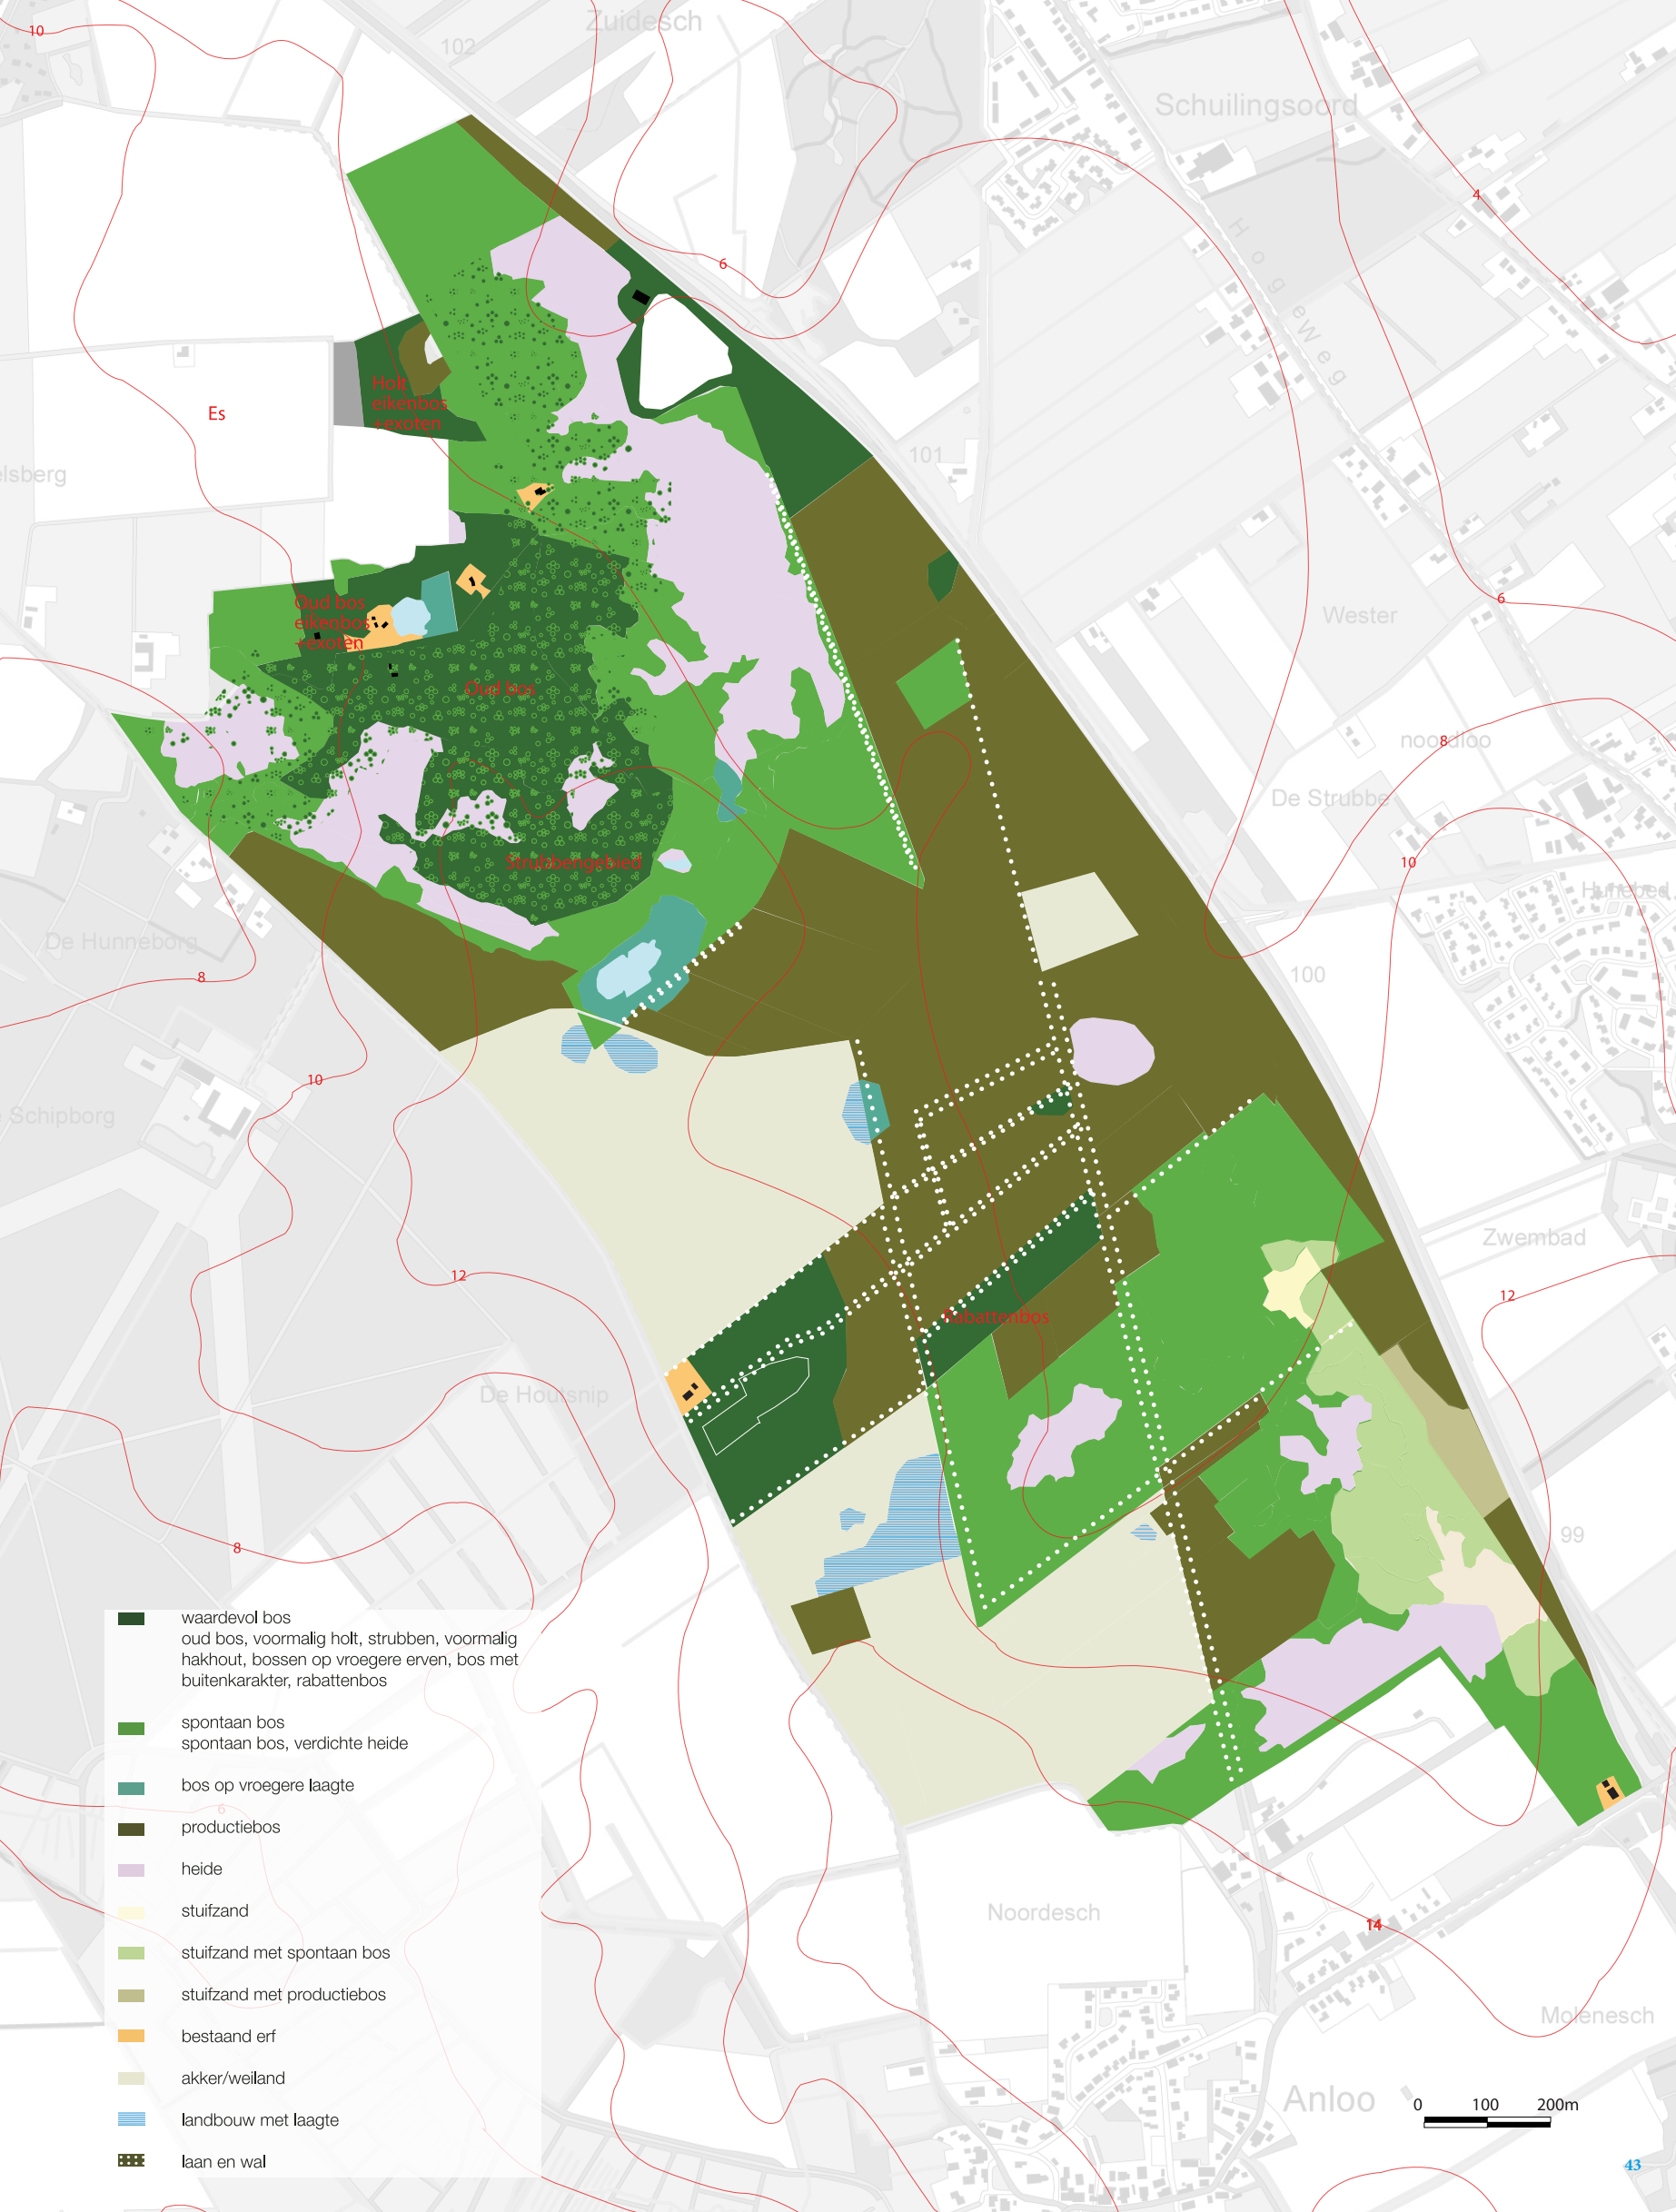 10
102
Zuidesch
Schuilingsoord
4
6
Hogeweg
Holt
eikenbos
+exoten
Es
elsberg
101
Oud bos
eikenbos
+exoten
6
Wester
Oud bos
8
noordloo
De Strubbe
10
Strubbengebied
Hunebed
De Hunneborg
8
100
10
Schipborg
Zwembad
12
12
Rabattenbos
De Houtsnip
99
8
waardevol bos
oud bos, voormalig holt, strubben, voormalig
hakhout, bossen op vroegere erven, bos met
buitenkarakter, rabattenbos
spontaan bos
spontaan bos, verdichte heide
bos op vroegere laagte
6
productiebos
heide
stuifzand
Noordesch
14
stuifzand met spontaan bos
stuifzand met productiebos
Molenesch
bestaand erf
akker/weiland
Anloo
0 100 200m
landbouw met laagte
laan en wal
43